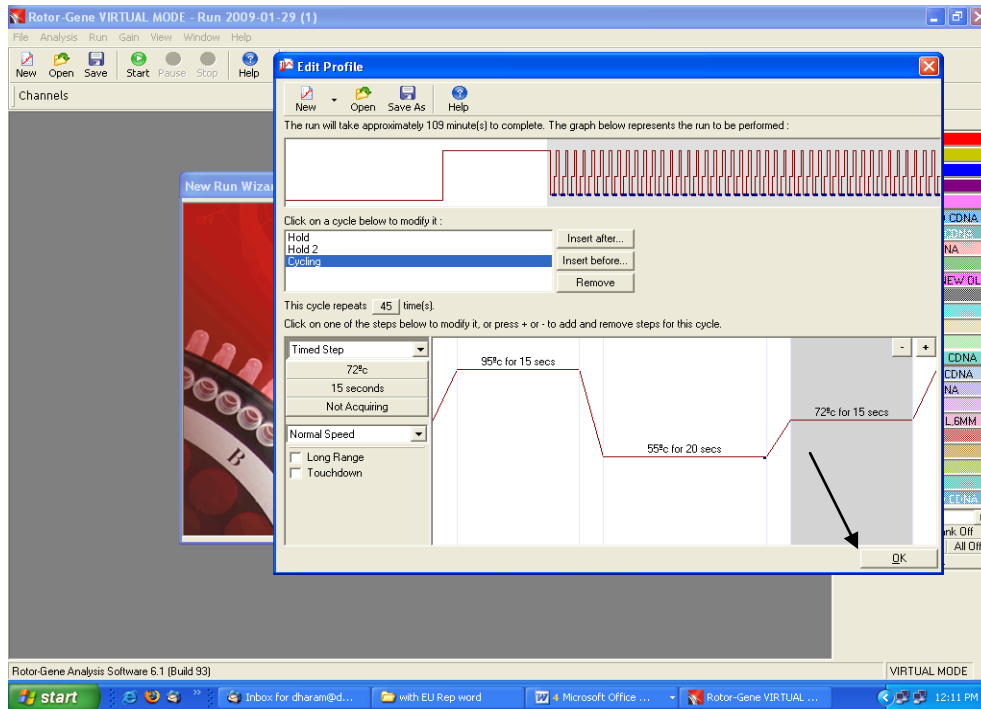 Rotor-Gene VIRTUAL MODE - Run 2009-01-29 (1)
File Analysis Run Gain View Window Help
New Open Save Start Pause Stop Help
Channels
Edit Profile
New Open Save As Help
The run will take approximately 109 minute(s) to complete. The graph below represents the run to be performed :
New Run Wiza
Click on a cycle below to modify it :
Hold
Hold 2
Cycling
Insert after...
Insert before...
Remove
This cycle repeats 45 time(s).
Click on one of the steps below to modify it, or press + or - to add and remove steps for this cycle.
Timed Step
- +
72ºc
15 seconds
Not Acquiring
Normal Speed
Long Range
Touchdown
95ºc for 15 secs
55ºc for 20 secs
72ºc for 15 secs
OK
CDNA
CDNA
NA
NEW DL
CDNA
CDNA
NA
L,6MM
CDNA
nk Off
All Off
B
Rotor-Gene Analysis Software 6.1 (Build 93)
VIRTUAL MODE
start
Inbox for dharam@d...
with EU Rep word
4 Microsoft Office ...
Rotor-Gene VIRTUAL ...
12:11 PM